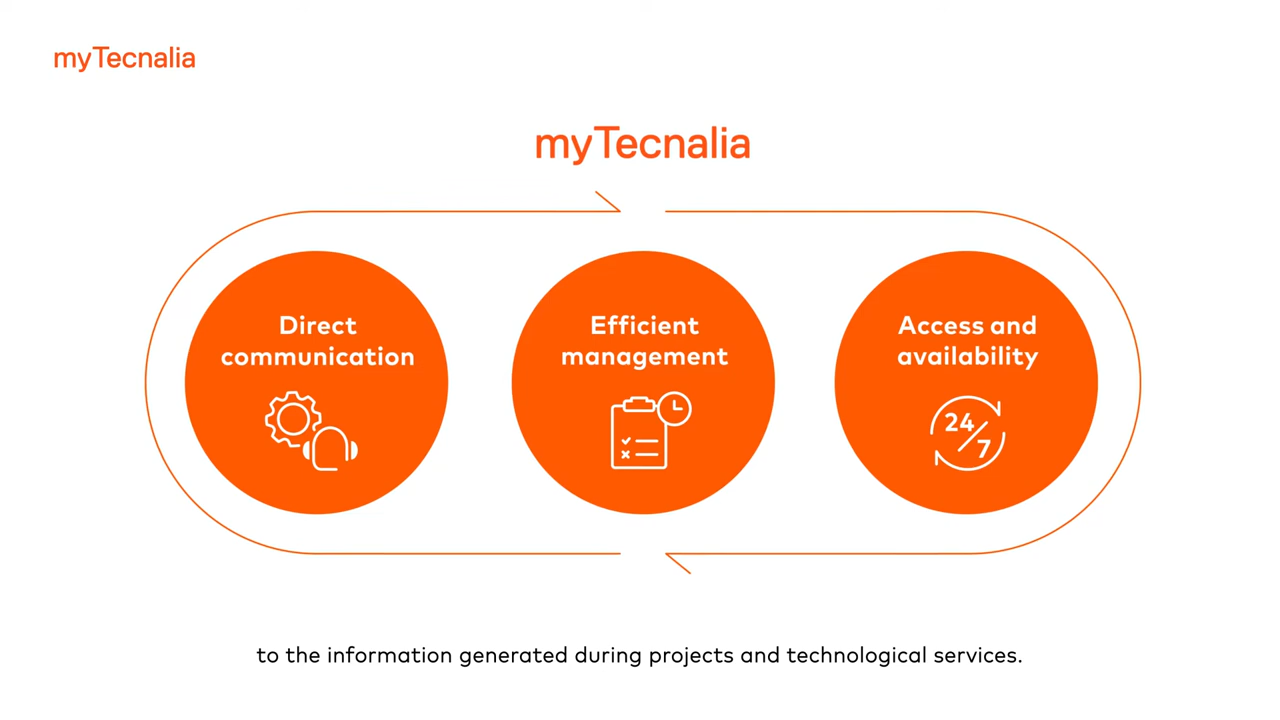 myTecnalia
myTecnalia
Direct
communication
Efficient
management
Access and
availability
24/7
to the information generated during projects and technological services.